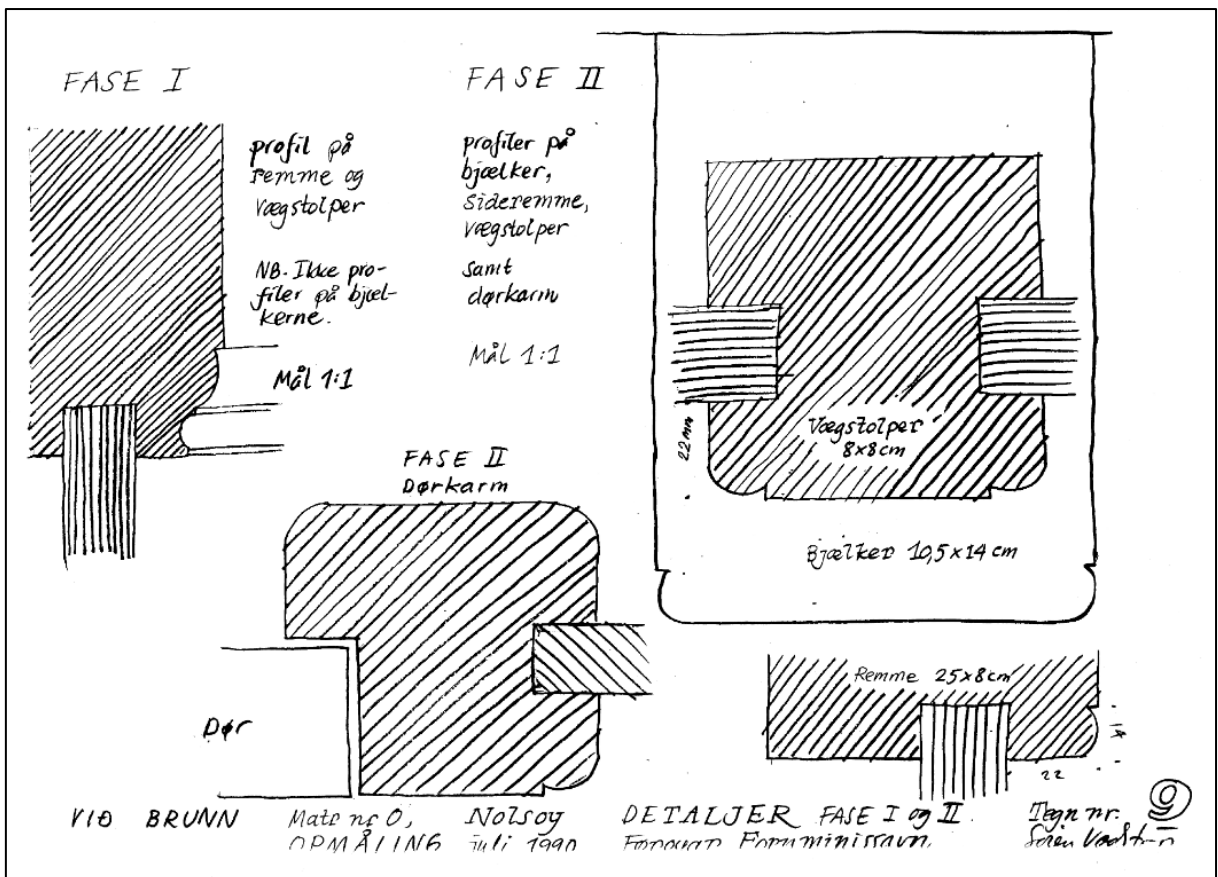 FASE I
profil på
remme og
vægstolper
NB. Ikke pro-
filer på bjæl-
kerne.
Mål 1:1
FASE II
profiler på
bjælker,
sideremme,
vægstolper
samt
dørkarm
Mål 1:1
22 mm
Vægstolper
8x8cm
Bjælker 10,5x14 cm
FASE II
Dørkarm
Dør
Remme 25x8cm
22
VIÐ BRUNN Matr nr 0, Nolsoy DETALJER FASE I og II. Tegn nr. 9
OPMÅLING juli 1990 Føroyar Fornminnissavn. Søren